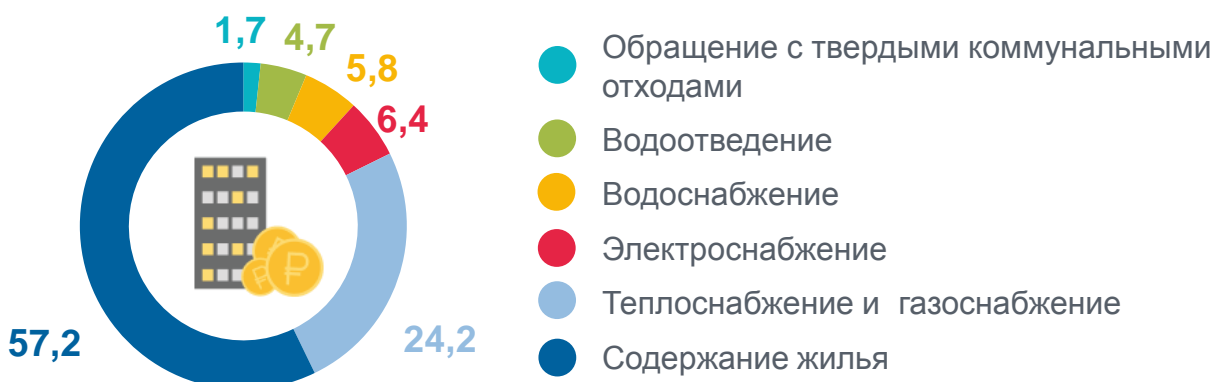 1,7
4,7
5,8
6,4
24,2
57,2
Обращение с твердыми коммунальными
отходами
Водоотведение
Водоснабжение
Электроснабжение
Теплоснабжение и газоснабжение
Содержание жилья